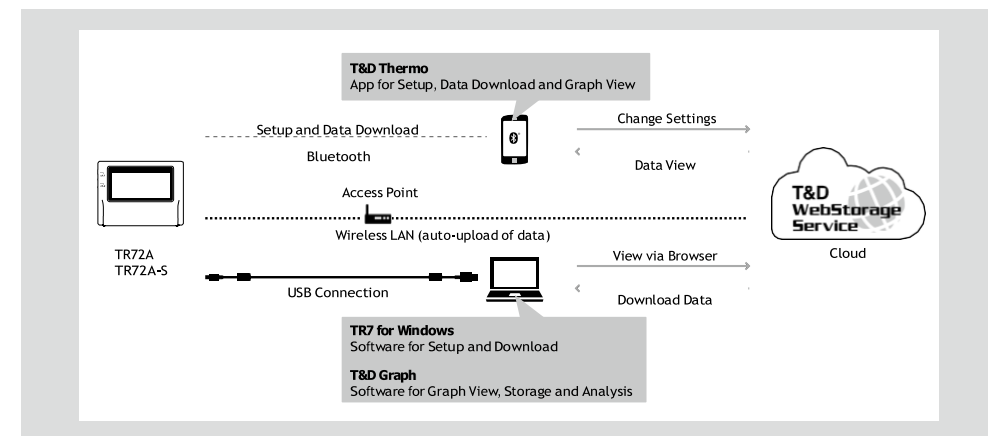 T&D Thermo
App for Setup, Data Download and Graph View
Setup and Data Download
Bluetooth
Change Settings
Data View
Access Point
Wireless LAN (auto-upload of data)
T&D
WebStorage
Service
Cloud
TR72A
TR72A-S
USB Connection
View via Browser
Download Data
TR7 for Windows
Software for Setup and Download
T&D Graph
Software for Graph View, Storage and Analysis